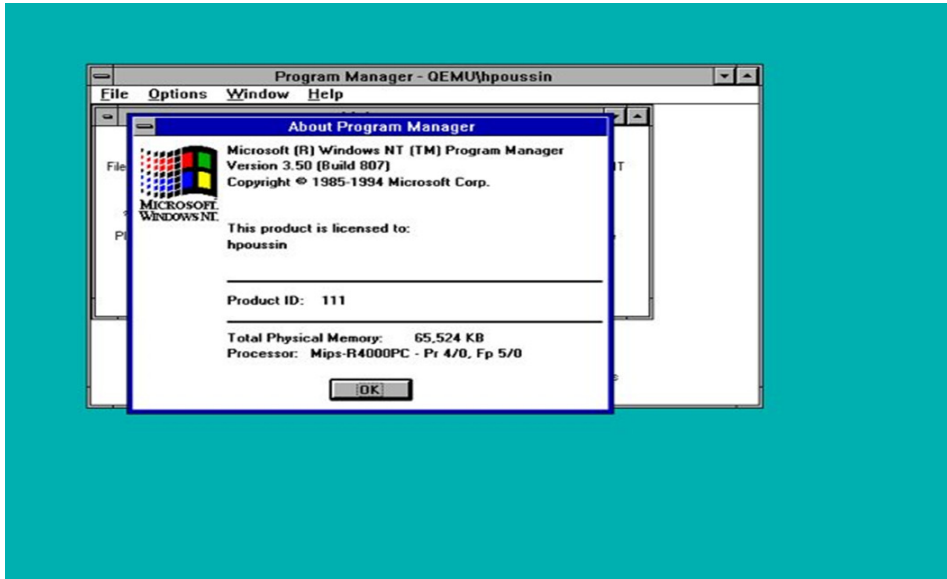 Program Manager - QEMU\hpoussin
File Options Window Help
About Program Manager
Microsoft (R) Windows NT (TM) Program Manager
Version 3.50 (Build 807)
Copyright © 1985-1994 Microsoft Corp.
MICROSOFT.
WINDOWS NT.
This product is licensed to:
hpoussin
Product ID: 111
Total Physical Memory: 65,524 KB
Processor: Mips-R4000PC - Pr 4/0, Fp 5/0
OK
File